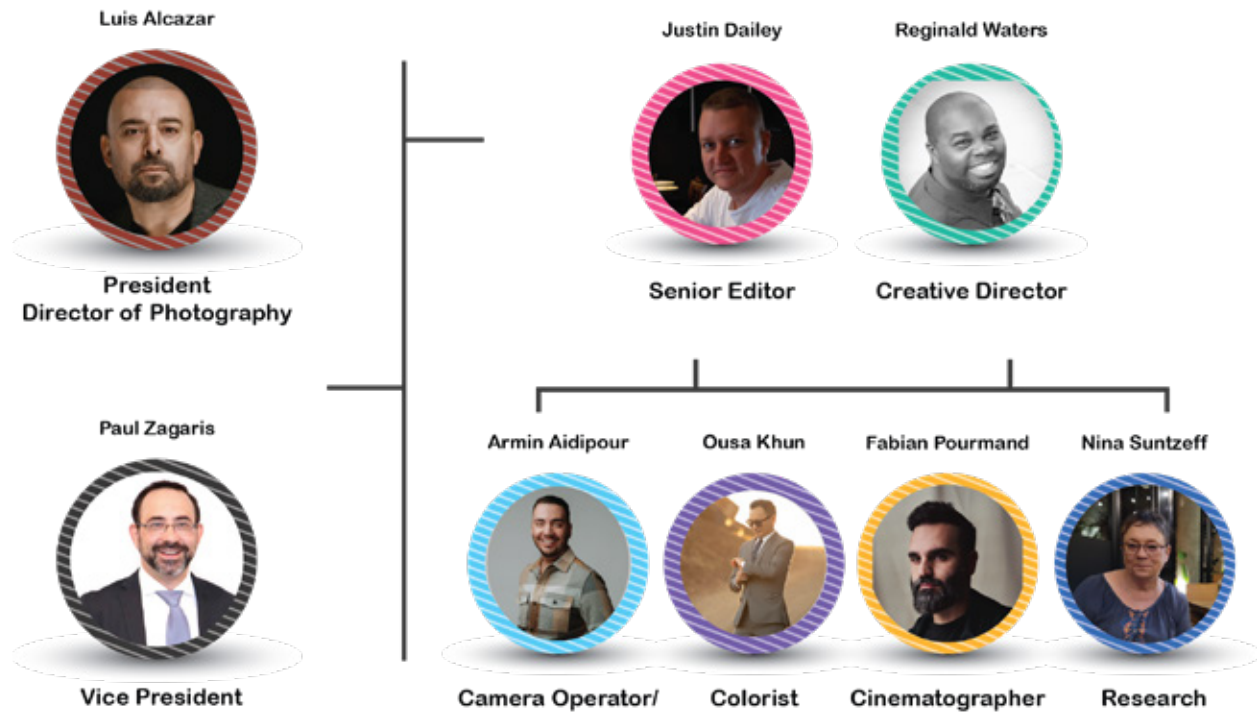 Luis Alcazar
President
Director of Photography
Justin Dailey
Senior Editor
Reginald Waters
Creative Director
Paul Zagaris
Vice President
Armin Aidipour
Camera Operator/
Ousa Khun
Colorist
Fabian Pourmand
Cinematographer
Nina Suntzeff
Research